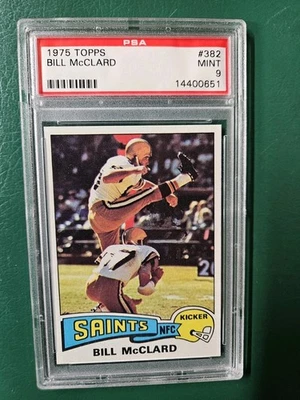 PSA
1975 TOPPS #382
BILL McCLARD MINT
9
14400651
SAINTS NFC KICKER
BILL McCLARD